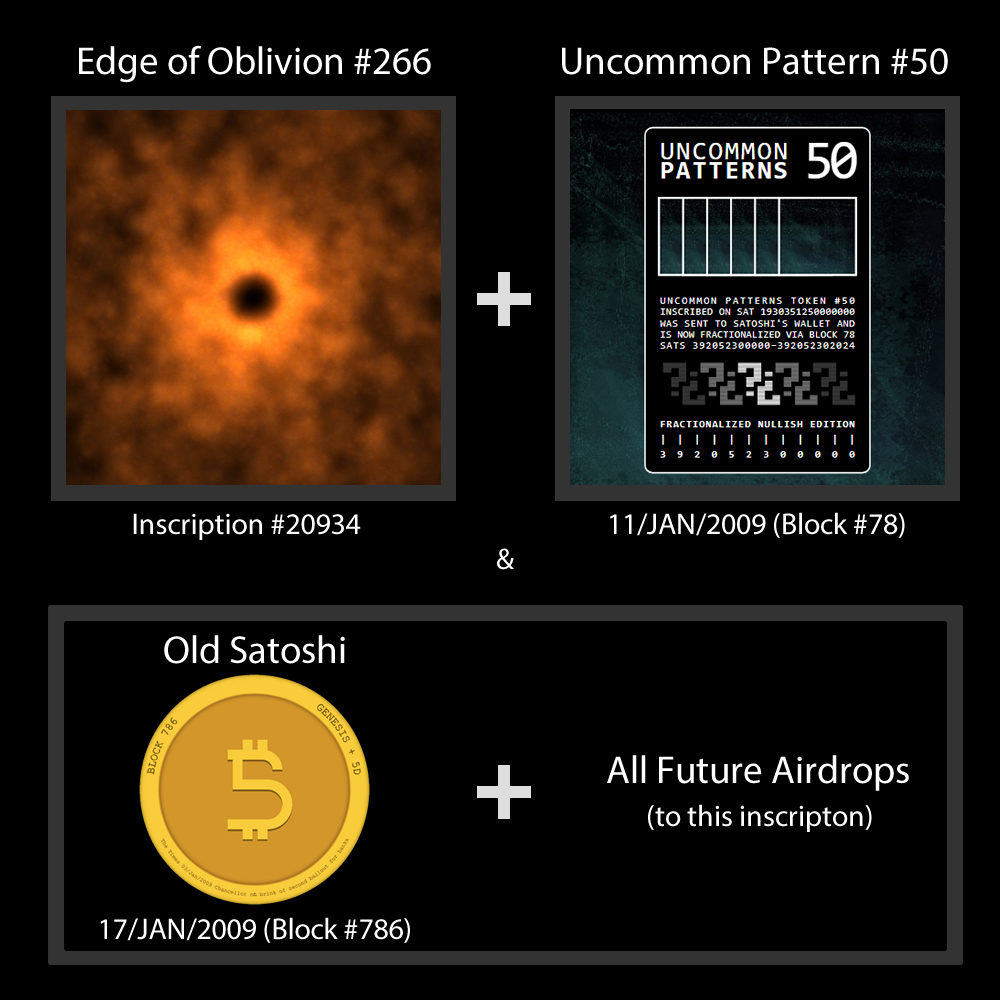 Edge of Oblivion #266
Uncommon Pattern #50
UNCOMMON
PATTERNS
50
UNCOMMON PATTERNS TOKEN #50
INSCRIBED ON SAT 1930351250000000
WAS SENT TO SATOSHI'S WALLET AND
IS NOW FRACTIONALIZED VIA BLOCK 78
SATS 392052300000-392052302024
FRACTIONALIZED NULLISH EDITION
3 9 2 0 5 2 3 0 0 0 0 0
Inscription #20934
11/JAN/2009 (Block #78)
&
Old Satoshi
BLOCK 786
GENESIS + 5D
The Times 03/Jan/2009 Chancellor on brink of second bailout for banks
17/JAN/2009 (Block #786)
+
+
All Future Airdrops
(to this inscripton)